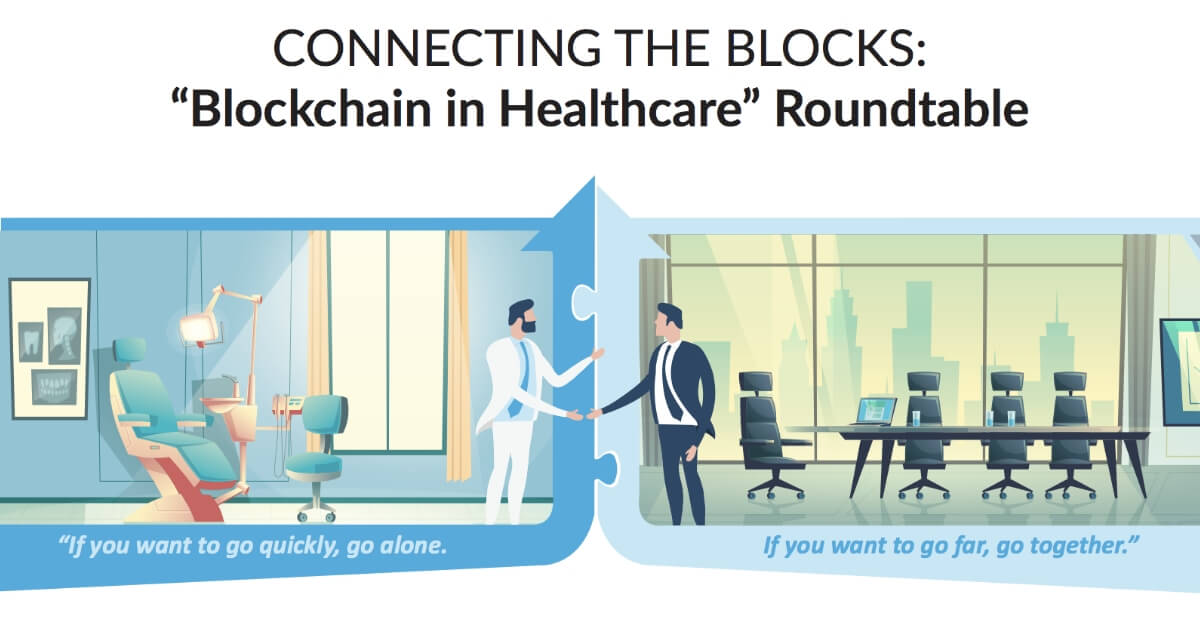 CONNECTING THE BLOCKS:
“Blockchain in Healthcare” Roundtable
“If you want to go quickly, go alone.
If you want to go far, go together.”